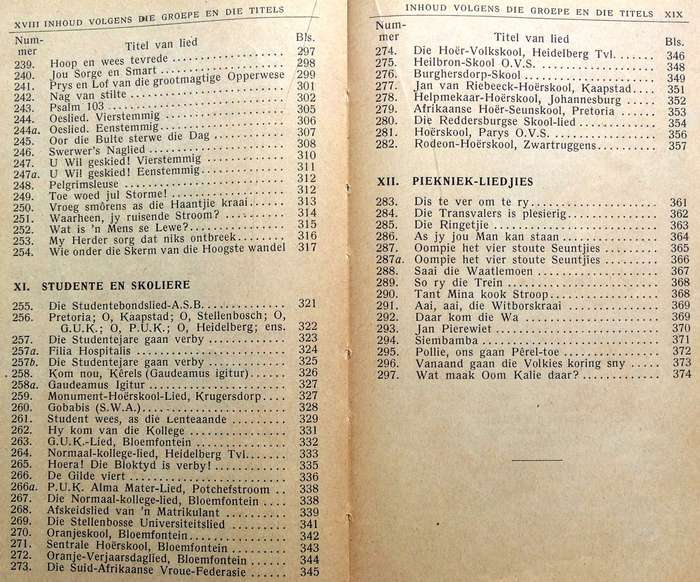 XVIII INHOUD VOLGENS DIE GROEPE EN DIE TITELS
Num-
mer Titel van lied Bls.
239. Hoop en wees tevrede 297
240. Jou Sorge en Smart 298
241. Prys en Lof van die grootmagtige Opperwese 299
242. Nag van stilte 301
243. Psalm 103 302
244. Oeslied. Vierstemmig 305
244a. Oeslied. Eenstemmig 306
245. Oor die Bulte sterwe die Dag 307
246. Swerwer's Naglied 308
247. U Wil geskied! Vierstemmig 310
247a. U Wil geskied! Eenstemmig 311
248. Pelgrimsleuse 312
249. Toe woed jul Storme! 312
250. Vroeg smôrens as die Haantjie kraai 313
251. Waarheen, jy ruisende Stroom? 314
252. Wat is 'n Mens se Lewe? 315
253. My Herder sorg dat niks ontbreek 316
254. Wie onder die Skerm van die Hoogste wandel 317
XI. STUDENTE EN SKOLIERE
255. Die Studentebondslied-A.S.B. 321
256. Pretoria; O, Kaapstad; O, Stellenbosch; O,
G.U.K.; O, P.U.K.; O, Heidelberg; ens. 322
257. Die Studentejare gaan verby 323
257a. Filia Hospitalis 324
257b. Die Studentejare gaan verby 325
258. Kom nou, Kêrels (Gaudeamus igitur) 326
258a. Gaudeamus Igitur 327
259. Monument-Hoërskool-Lied, Krugersdorp 327
260. Gobabis (S.W.A.) 328
261. Student wees, as die Lenteaande 329
262. Hy kom van die Kollege 331
263. G.U.K.-Lied, Bloemfontein 332
264. Normaal-kollege-lied, Heidelberg Tvl. 333
265. Hoera! Die Bloktyd is verby! 335
266. De Gilde viert 336
266a. P.U.K. Alma Mater-Lied, Potchefstroom 338
267. Die Normaal-kollege-lied, Bloemfontein 338
268. Afskeidslied van 'n Matrikulant 339
269. Die Stellenbosse Universiteitslied 341
270. Oranjeskool, Bloemfontein 342
271. Sentrale Hoërskool, Bloemfontein 343
272. Oranje-Verjaarsdaglied, Bloemfontein 344
273. Die Suid-Afrikaanse Vroue-Federasie 345
INHOUD VOLGENS DIE GROEPE EN DIE TITELS XIX
Num-
mer Titel van lied Bls.
274. Die Hoër-Volkskool, Heidelberg Tvl. 346
275. Heilbron-Skool O.V.S. 348
276. Burghersdorp-Skool 349
277. Jan van Riebeeck-Hoërskool, Kaapstad 351
278. Helpmekaar-Hoërskool, Johannesburg 352
279. Afrikaanse Hoër-Seunskool, Pretoria 353
280. Die Reddersburgse Skool-lied 354
281. Hoërskool, Parys O.V.S. 356
282. Rodeon-Hoërskool, Zwartruggens 357
XII. PIEKNIEK-LIEDJIES
283. Dis te ver om te ry 361
284. Die Transvalers is plesierig 362
285. Die Ringetjie 363
286. As jy jou Man kan staan 364
287. Oompie het vier stoute Seuntjies 365
287a. Oompie het vier stoute Seuntjies 366
288. Saai die Waatlemoen 367
289. So ry die Trein 368
290. Tant Mina kook Stroop 368
291. Aai, aai, die Witborskraai 369
292. Daar kom die Wa 369
293. Jan Pierewiet 370
294. Siembamba 371
295. Pollie, ons gaan Pêrel-toe 372
296. Vanaand gaan die Volkies koring sny 373
297. Wat maak Oom Kalie daar? 374